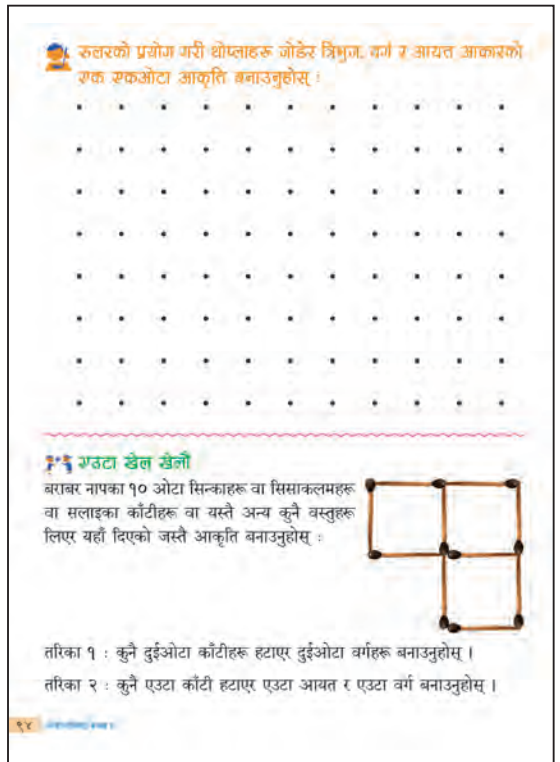 रुलरको प्रयोग गरी थोप्लाहरू जोडेर त्रिभुज, वर्ग र आयत आकारको
एक एकओटा आकृति बनाउनुहोस् :
एउटा खेल खेलौँ
बराबर नापका १० ओटा सिन्काहरू वा सिसाकलमहरू
वा सलाइका काँटीहरू वा यस्तै अन्य कुनै वस्तुहरू
लिएर यहाँ दिएको जस्तै आकृति बनाउनुहोस् :
तरिका १ : कुनै दुईओटा काँटीहरू हटाएर दुईओटा वर्गहरू बनाउनुहोस् ।
तरिका २ : कुनै एउटा काँटी हटाएर एउटा आयत र एउटा वर्ग बनाउनुहोस् ।
९४